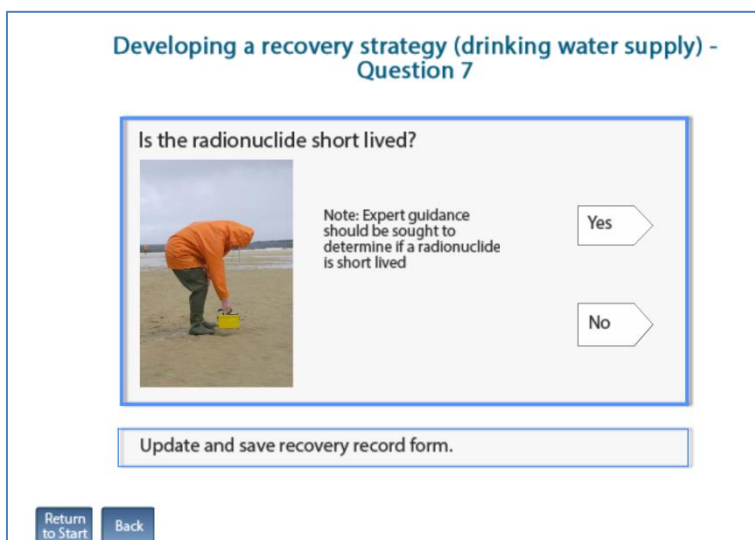 Developing a recovery strategy (drinking water supply) -
Question 7
Is the radionuclide short lived?
Note: Expert guidance
should be sought to
determine if a radionuclide
is short lived
Yes
No
Update and save recovery record form.
Return
to Start
Back